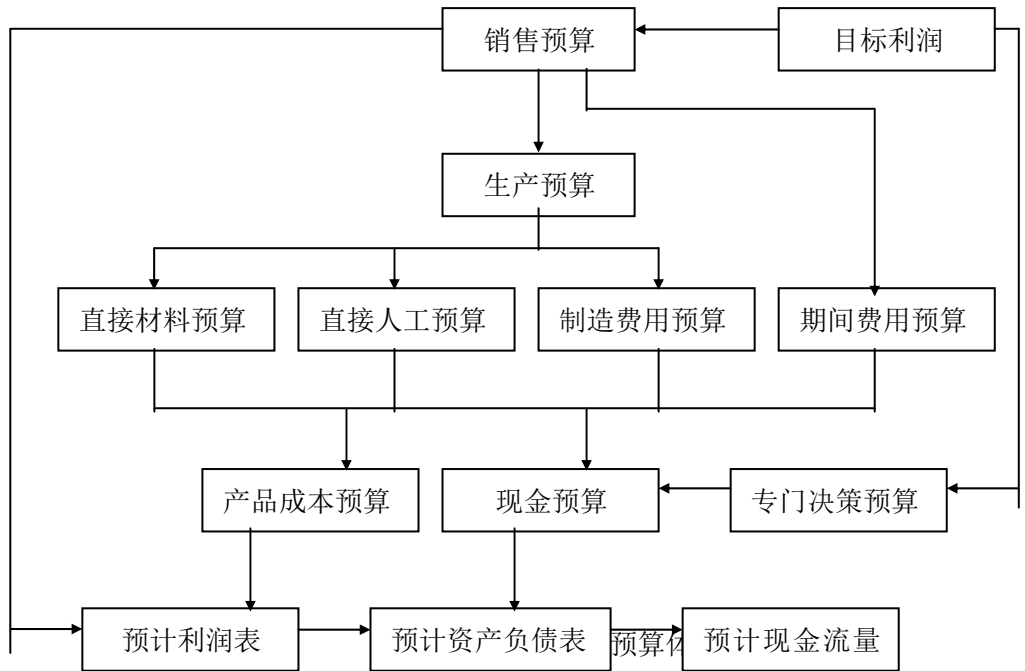 销售预算
目标利润
生产预算
直接材料预算
直接人工预算
制造费用预算
期间费用预算
产品成本预算
现金预算
专门决策预算
预计利润表
预计资产负债表
预算
预计现金流量